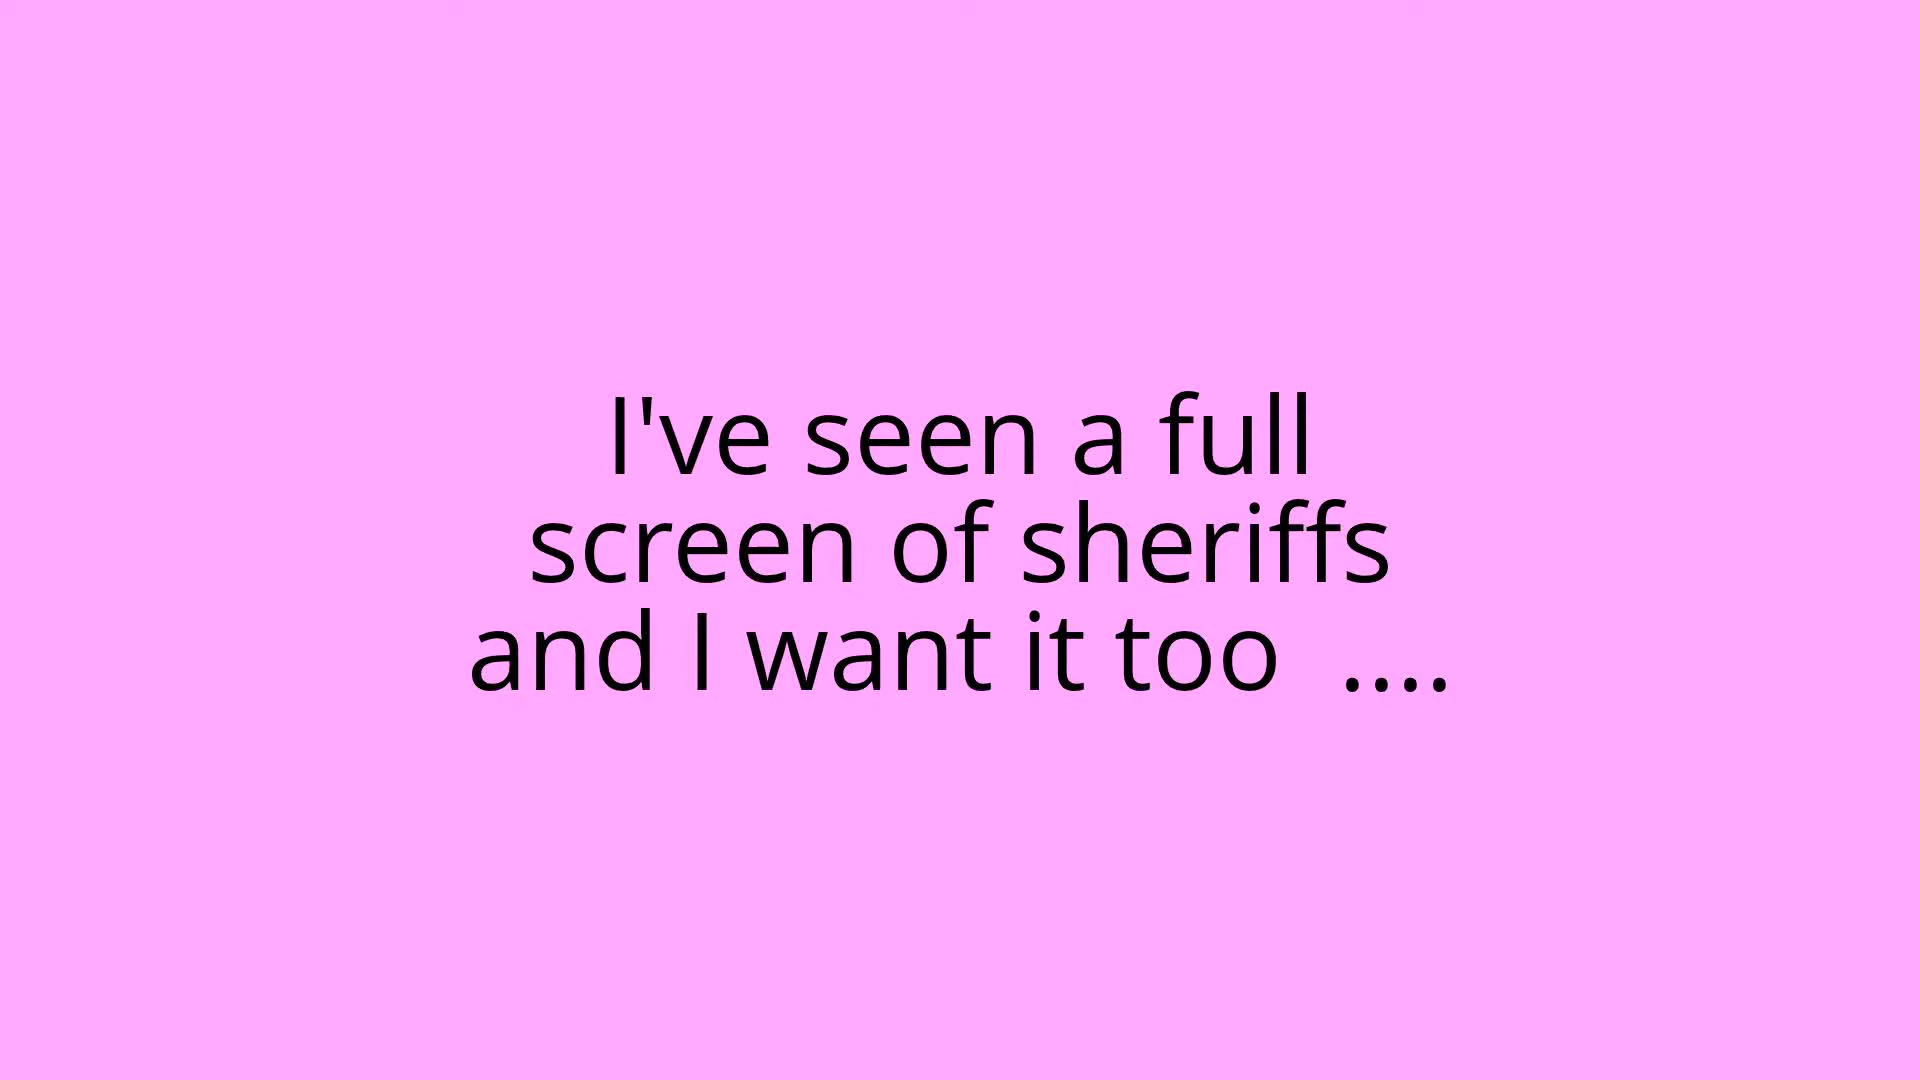 I've seen a full
screen of sheriffs
and I want it too  ....